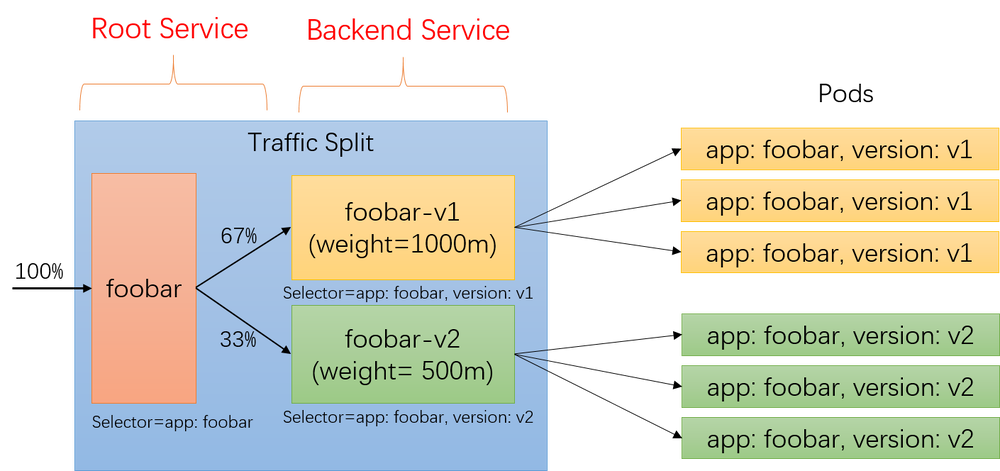 Root Service
Backend Service
Pods
Traffic Split
100%
foobar
Selector=app: foobar
67%
33%
foobar-v1
(weight=1000m)
Selector=app: foobar, version: v1
foobar-v2
(weight= 500m)
Selector=app: foobar, version: v2
app: foobar, version: v1
app: foobar, version: v1
app: foobar, version: v1
app: foobar, version: v2
app: foobar, version: v2
app: foobar, version: v2